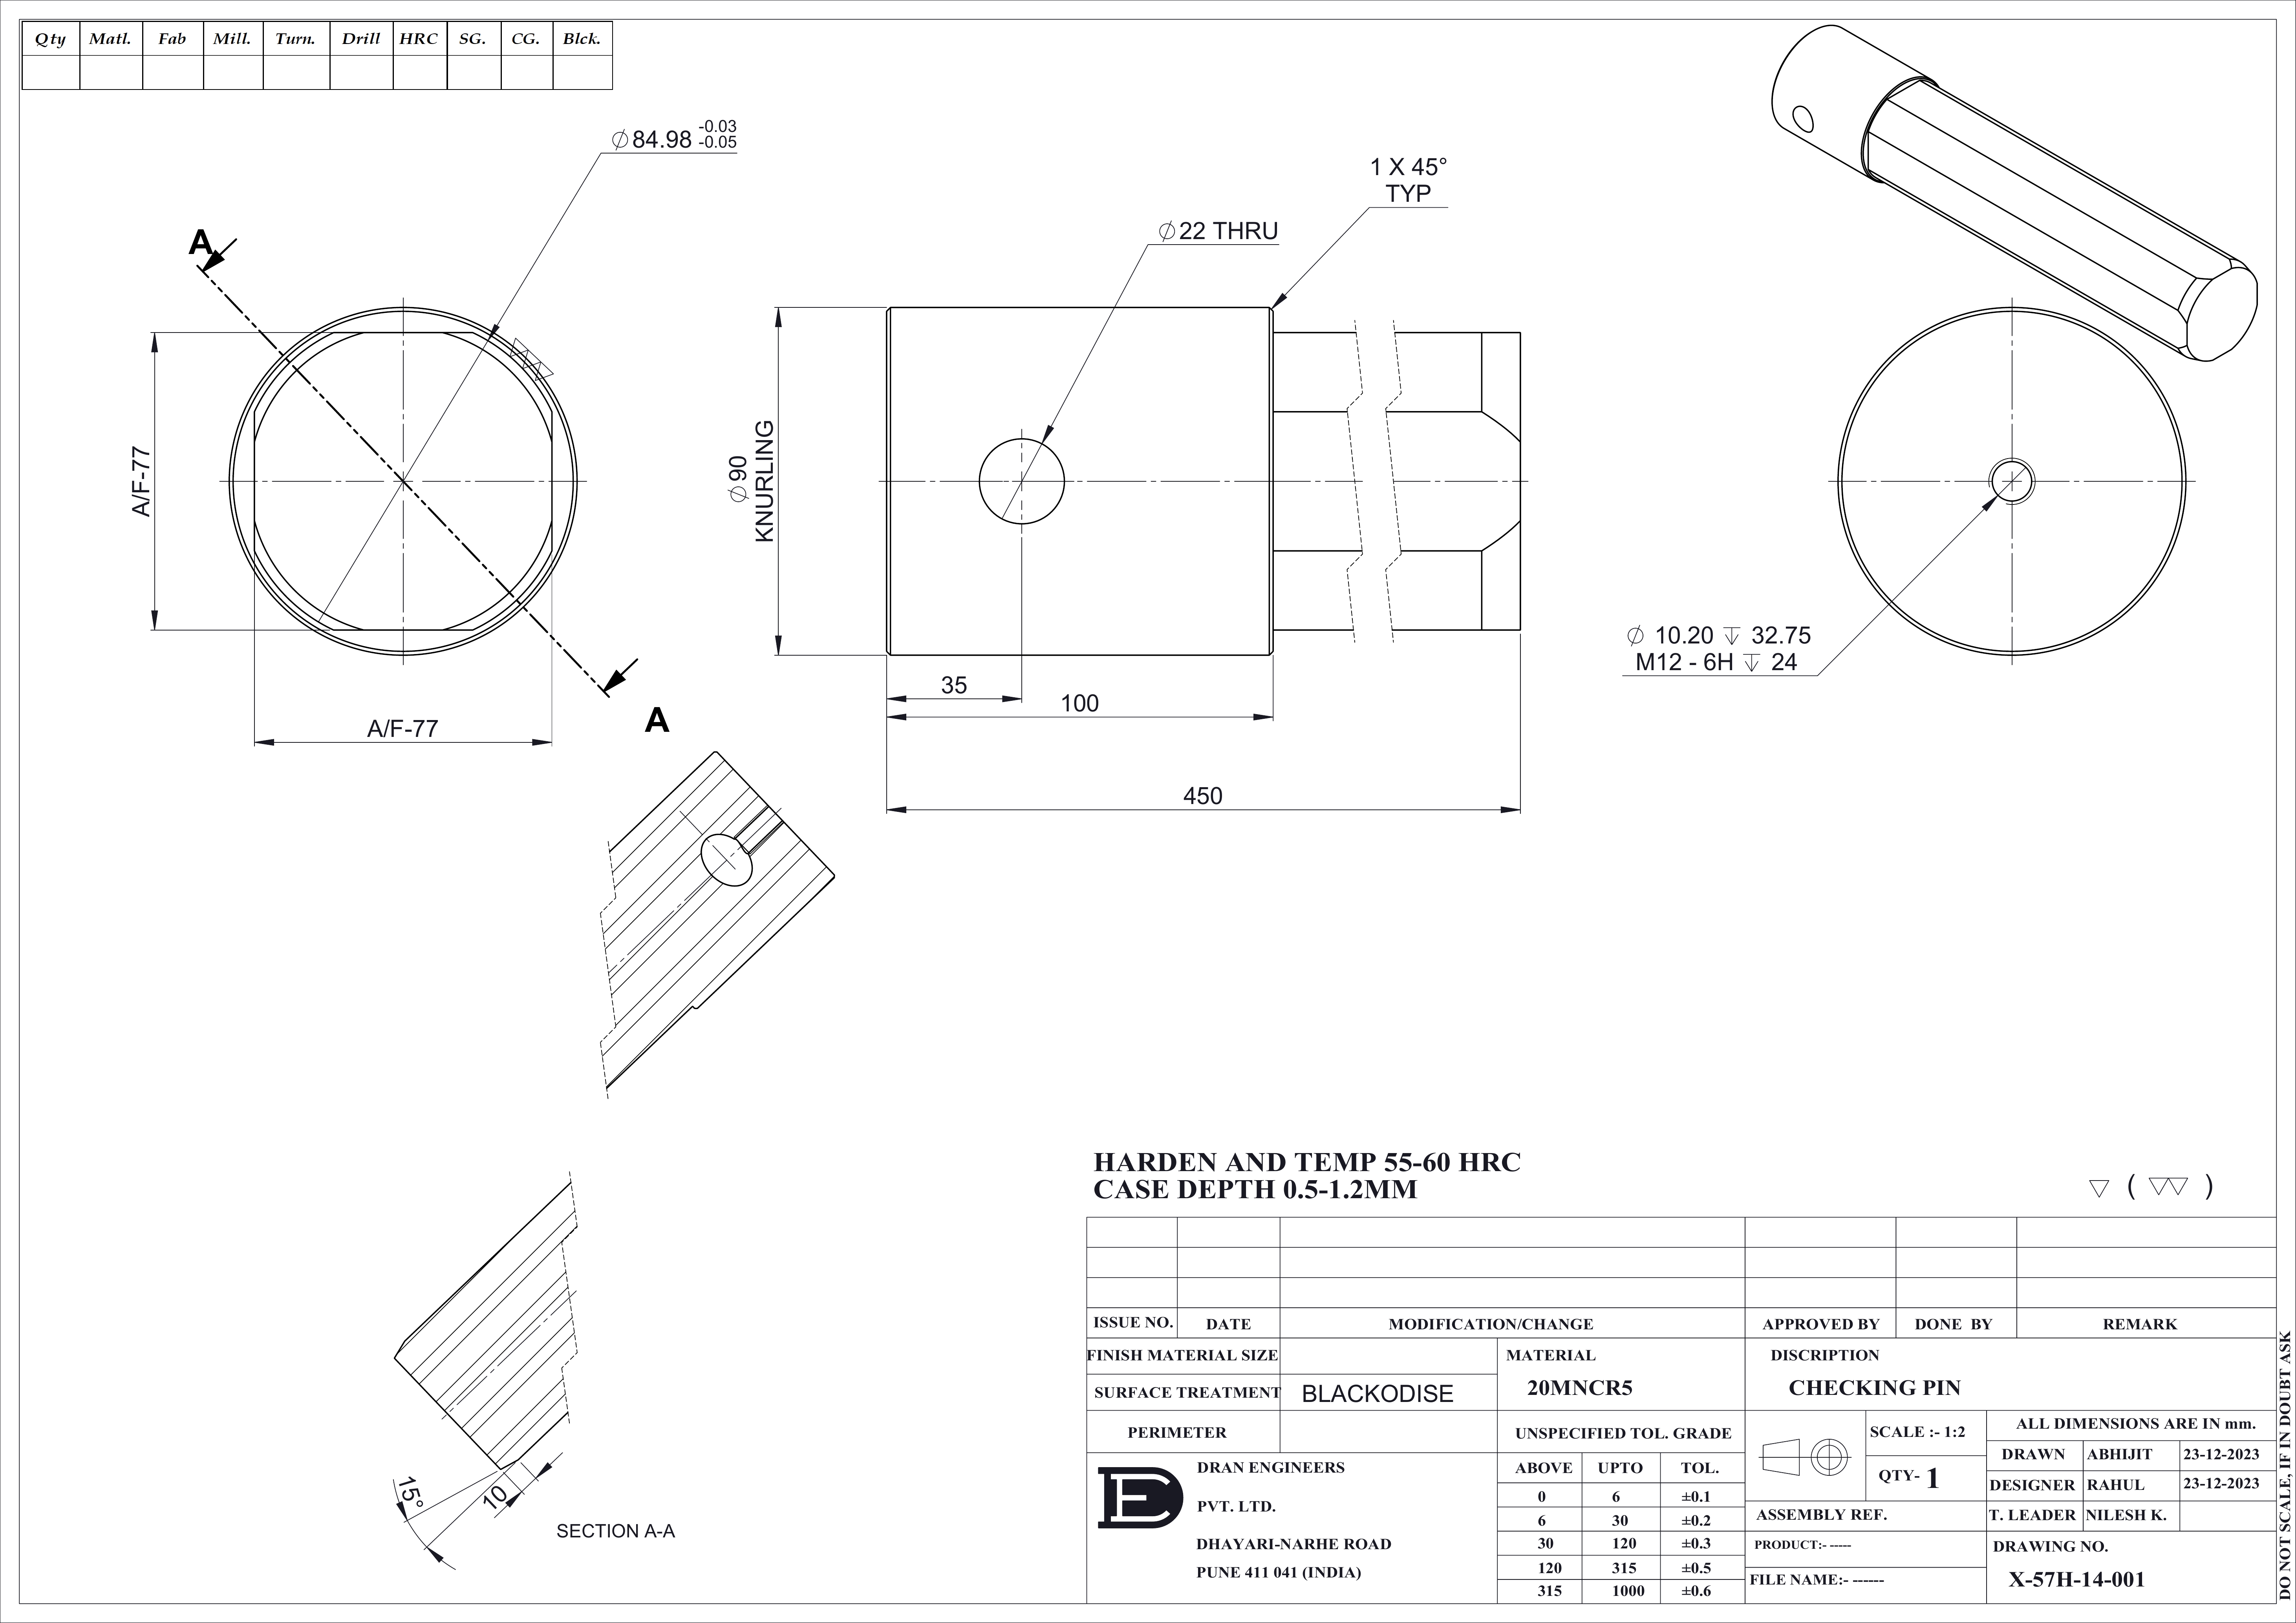 Qty Matl. Fab Mill. Turn. Drill HRC SG. CG. Blck.
⌀84.98 -0.03 -0.05
1 X 45°
TYP
⌀22 THRU
A
A/F-77
⌀90
KNURLING
35
100
A
A/F-77
450
⌀ 10.20 ↧ 32.75
M12 - 6H ↧ 24
15°
10
SECTION A-A
HARDEN AND TEMP 55-60 HRC
CASE DEPTH 0.5-1.2MM
▽ ( ▽▽ )
ISSUE NO. DATE MODIFICATION/CHANGE APPROVED BY DONE BY REMARK
FINISH MATERIAL SIZE
MATERIAL
20MNCR5
DISCRIPTION
CHECKING PIN
SURFACE TREATMENT BLACKODISE
PERIMETER
UNSPECIFIED TOL. GRADE
ABOVE UPTO TOL.
0 6 ±0.1
6 30 ±0.2
30 120 ±0.3
120 315 ±0.5
315 1000 ±0.6
DE
DRAN ENGINEERS
PVT. LTD.
DHAYARI-NARHE ROAD
PUNE 411 041 (INDIA)
SCALE :- 1:2
QTY- 1
ALL DIMENSIONS ARE IN mm.
DRAWN ABHIJIT 23-12-2023
DESIGNER RAHUL 23-12-2023
T. LEADER NILESH K.
ASSEMBLY REF.
PRODUCT:- -----
FILE NAME:- ------
DRAWING NO.
X-57H-14-001
DO NOT SCALE, IF IN DOUBT ASK